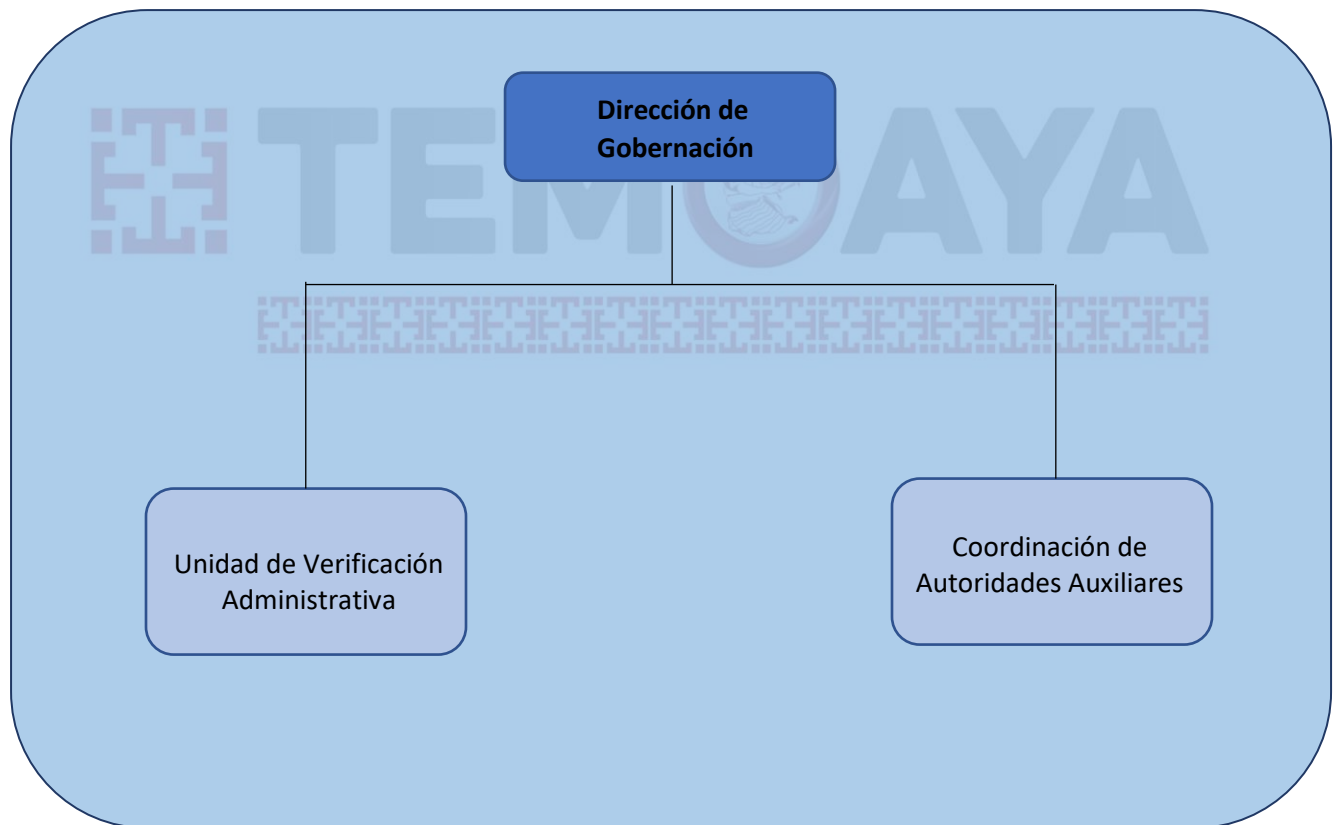 Dirección de
Gobernación
TEMOAYA
Unidad de Verificación
Administrativa
Coordinación de
Autoridades Auxiliares